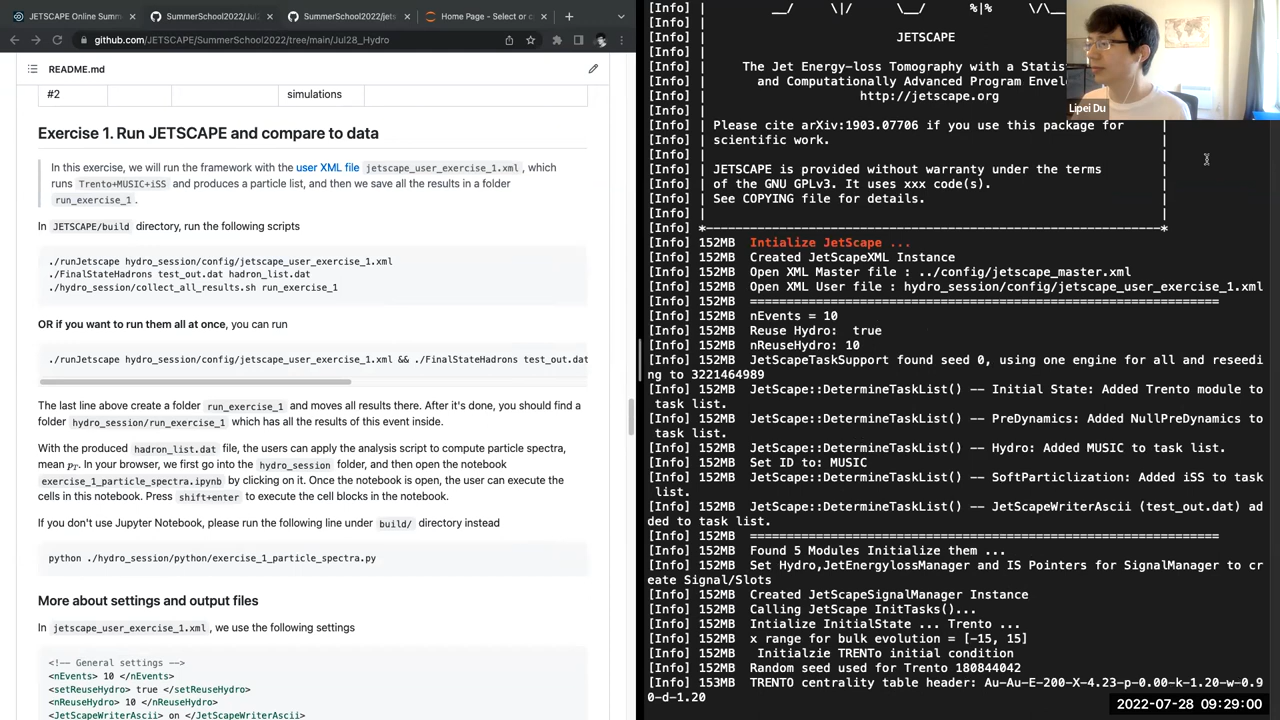 JETSCAPE Online Summ
SummerSchool2022/Jul
SummerSchool2022/jets
Home Page - Select or c
github.com/JETSCAPE/SummerSchool2022/tree/main/Jul28_Hydro
README.md
#2
simulations
Exercise 1. Run JETSCAPE and compare to data
In this exercise, we will run the framework with the user XML file jetscape_user_exercise_1.xml, which
runs Trento+MUSIC+iSS and produces a particle list, and then we save all the results in a folder
run_exercise_1.
In JETSCAPE/build directory, run the following scripts
./runJetscape hydro_session/config/jetscape_user_exercise_1.xml
./FinalStateHadrons test_out.dat hadron_list.dat
./hydro_session/collect_all_results.sh run_exercise_1
OR if you want to run them all at once, you can run
./runJetscape hydro_session/config/jetscape_user_exercise_1.xml && ./FinalStateHadrons test_out.dat
The last line above create a folder run_exercise_1 and moves all results there. After it's done, you should find a
folder hydro_session/run_exercise_1 which has all the results of this event inside.
With the produced hadron_list.dat file, the users can apply the analysis script to compute particle spectra,
mean pT. In your browser, we first go into the hydro_session folder, and then open the notebook
exercise_1_particle_spectra.ipynb by clicking on it. Once the notebook is open, the user can execute the
cells in this notebook. Press shift+enter to execute the cell blocks in the notebook.
If you don't use Jupyter Notebook, please run the following line under build/ directory instead
python ./hydro_session/python/exercise_1_particle_spectra.py
More about settings and output files
In jetscape_user_exercise_1.xml, we use the following settings
<!-- General settings -->
<nEvents> 10 </nEvents>
<setReuseHydro> true </setReuseHydro>
<nReuseHydro> 10 </nReuseHydro>
<JetScapeWriterAscii> on </JetScapeWriterAscii>
[Info] | __/ \|/ \__/ %|% \/\__
[Info] |
[Info] | JETSCAPE
[Info] |
[Info] | The Jet Energy-loss Tomography with a Statis
[Info] | and Computationally Advanced Program Envel
[Info] | http://jetscape.org
[Info] |
[Info] | Please cite arXiv:1903.07706 if you use this package for |
[Info] | scientific work. |
[Info] | |
[Info] | JETSCAPE is provided without warranty under the terms |
[Info] | of the GNU GPLv3. It uses xxx code(s). |
[Info] | See COPYING file for details. |
[Info] | |
[Info] *--------------------------------------------------------------*
[Info] 152MB Intialize JetScape ...
[Info] 152MB Created JetScapeXML Instance
[Info] 152MB Open XML Master file : ../config/jetscape_master.xml
[Info] 152MB Open XML User file : hydro_session/config/jetscape_user_exercise_1.xml
[Info] 152MB ================================================================
[Info] 152MB nEvents = 10
[Info] 152MB Reuse Hydro: true
[Info] 152MB nReuseHydro: 10
[Info] 152MB JetScapeTaskSupport found seed 0, using one engine for all and reseedi
ng to 3221464989
[Info] 152MB JetScape::DetermineTaskList() -- Initial State: Added Trento module to
task list.
[Info] 152MB JetScape::DetermineTaskList() -- PreDynamics: Added NullPreDynamics to
task list.
[Info] 152MB JetScape::DetermineTaskList() -- Hydro: Added MUSIC to task list.
[Info] 152MB Set ID to: MUSIC
[Info] 152MB JetScape::DetermineTaskList() -- SoftParticlization: Added iSS to task
list.
[Info] 152MB JetScape::DetermineTaskList() -- JetScapeWriterAscii (test_out.dat) ad
ded to task list.
[Info] 152MB ================================================================
[Info] 152MB Found 5 Modules Initialize them ...
[Info] 152MB Set Hydro,JetEnergylossManager and IS Pointers for SignalManager to cr
eate Signal/Slots
[Info] 152MB Created JetScapeSignalManager Instance
[Info] 152MB Calling JetScape InitTasks()...
[Info] 152MB Intialize InitialState ... Trento ...
[Info] 152MB x range for bulk evolution = [-15, 15]
[Info] 152MB Initialzie TRENTo initial condition
[Info] 152MB Random seed used for Trento 180844042
[Info] 153MB TRENTO centrality table header: Au-Au-E-200-X-4.23-p-0.00-k-1.20-w-0.9
0-d-1.20
Lipei Du
2022-07-28 09:29:00